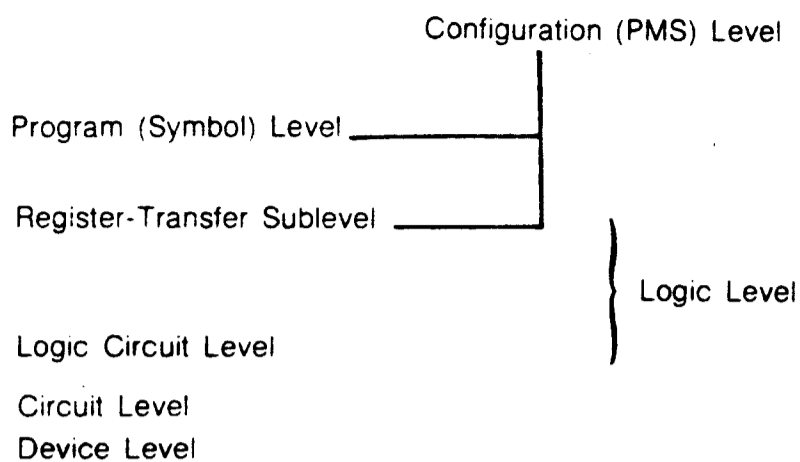 Configuration (PMS) Level
Program (Symbol) Level
Register-Transfer Sublevel
Logic Level
Logic Circuit Level
Circuit Level
Device Level